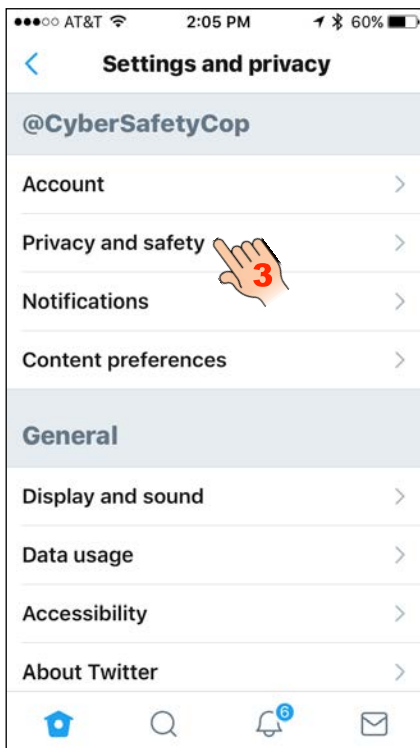 AT&T 2:05 PM 60%
Settings and privacy
@CyberSafetyCop
Account
Privacy and safety
3
Notifications
Content preferences
General
Display and sound
Data usage
Accessibility
About Twitter
6